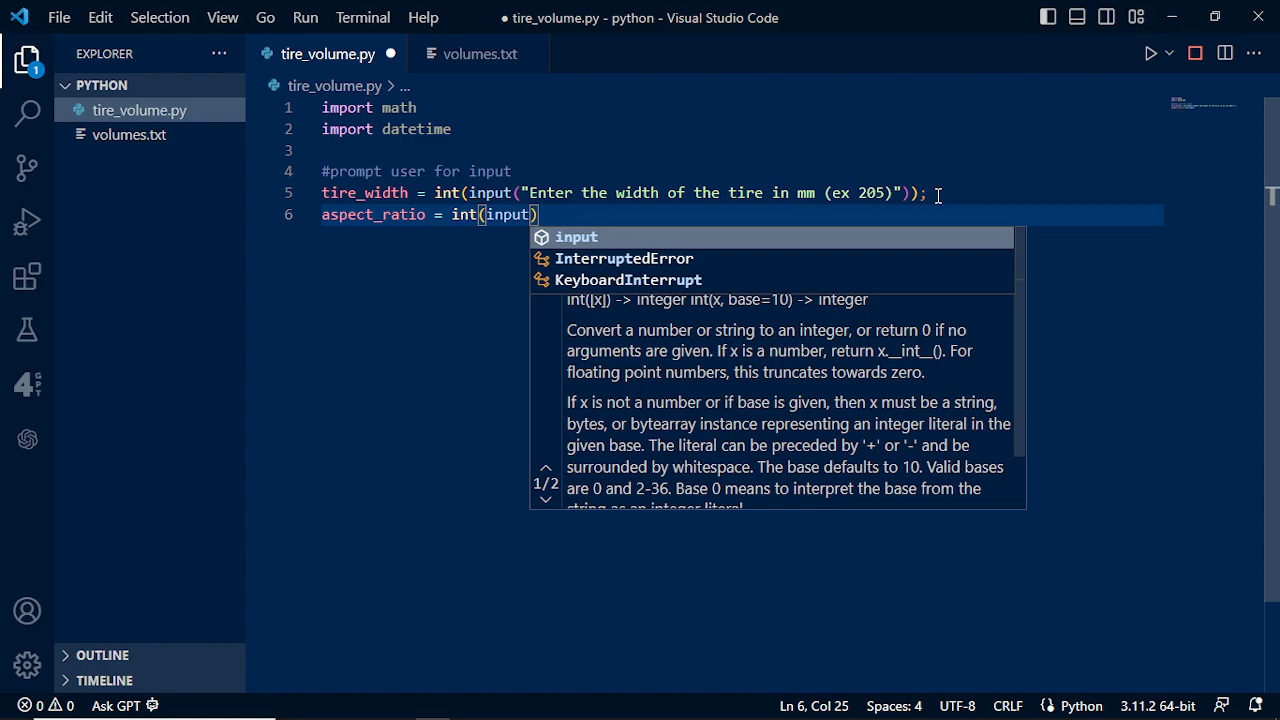 File Edit Selection View Go Run Terminal Help
● tire_volume.py - python - Visual Studio Code
EXPLORER
1
PYTHON
tire_volume.py
volumes.txt
OUTLINE
TIMELINE
tire_volume.py
volumes.txt
tire_volume.py > ...
1 import math
2 import datetime
3
4 #prompt user for input
5 tire_width = int(input("Enter the width of the tire in mm (ex 205)"));
6 aspect_ratio = int(input)
input
InterruptedError
KeyboardInterrupt
int([x]) -> integer int(x, base=10) -> integer
Convert a number or string to an integer, or return 0 if no
arguments are given. If x is a number, return x.__int__(). For
floating point numbers, this truncates towards zero.
If x is not a number or if base is given, then x must be a string,
bytes, or bytearray instance representing an integer literal in the
given base. The literal can be preceded by '+' or '-' and be
surrounded by whitespace. The base defaults to 10. Valid bases
are 0 and 2-36. Base 0 means to interpret the base from the
string as an integer literal.
1/2
4 G P T
0 0 Ask GPT
Ln 6, Col 25 Spaces: 4 UTF-8 CRLF Python 3.11.2 64-bit